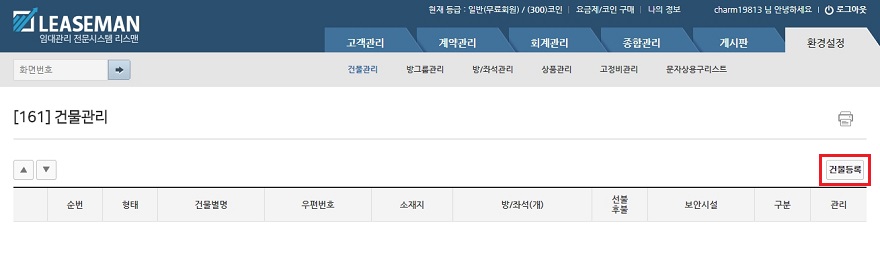 LEASEMAN
임대관리 전문시스템 리스맨
현재 등급 : 일반(무료회원) / (300)코인 | 요금제/코인 구매 | 나의 정보
charm19813 님 안녕하세요 | 로그아웃
고객관리 계약관리 회계관리 종합관리 게시판 환경설정
화면번호
건물관리 방그룹관리 방/좌석관리 상품관리 고정비관리 문자상용구리스트
[161] 건물관리
▲ ▼
건물등록
순번 형태 건물별명 우편번호 소재지 방/좌석(개) 선불 후불 보안시설 구분 관리